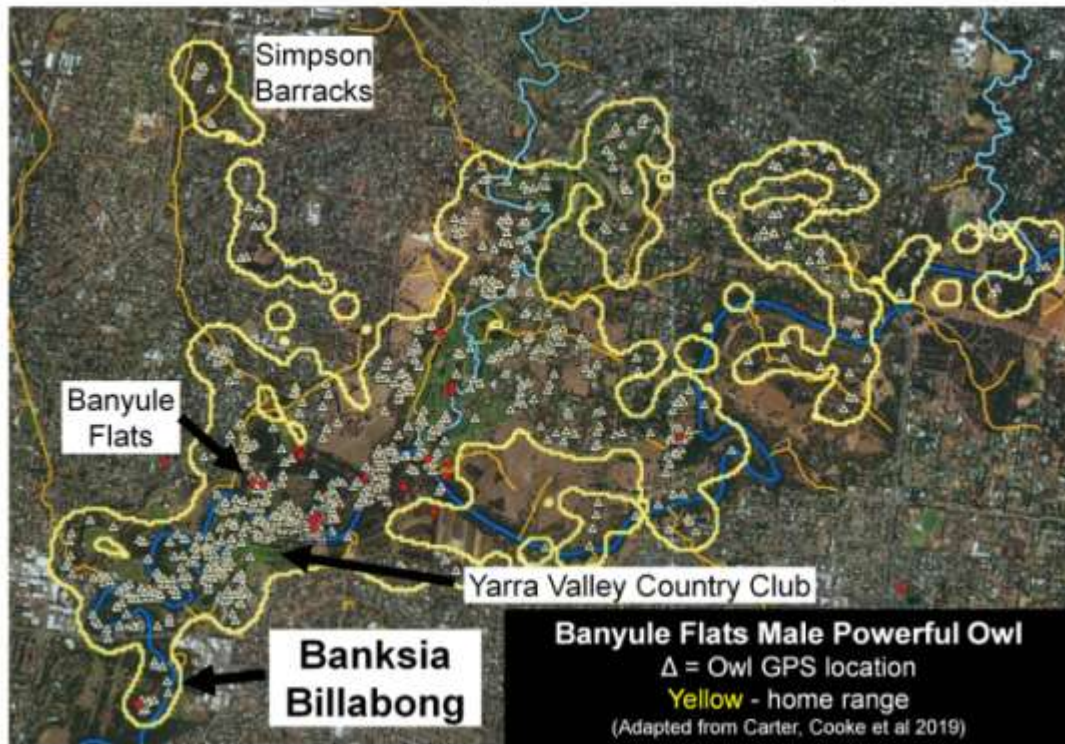 Simpson
Barracks
Banyule
Flats
Yarra Valley Country Club
Banksia
Billabong
Banyule Flats Male Powerful Owl
Δ = Owl GPS location
Yellow - home range
(Adapted from Carter, Cooke et al 2019)